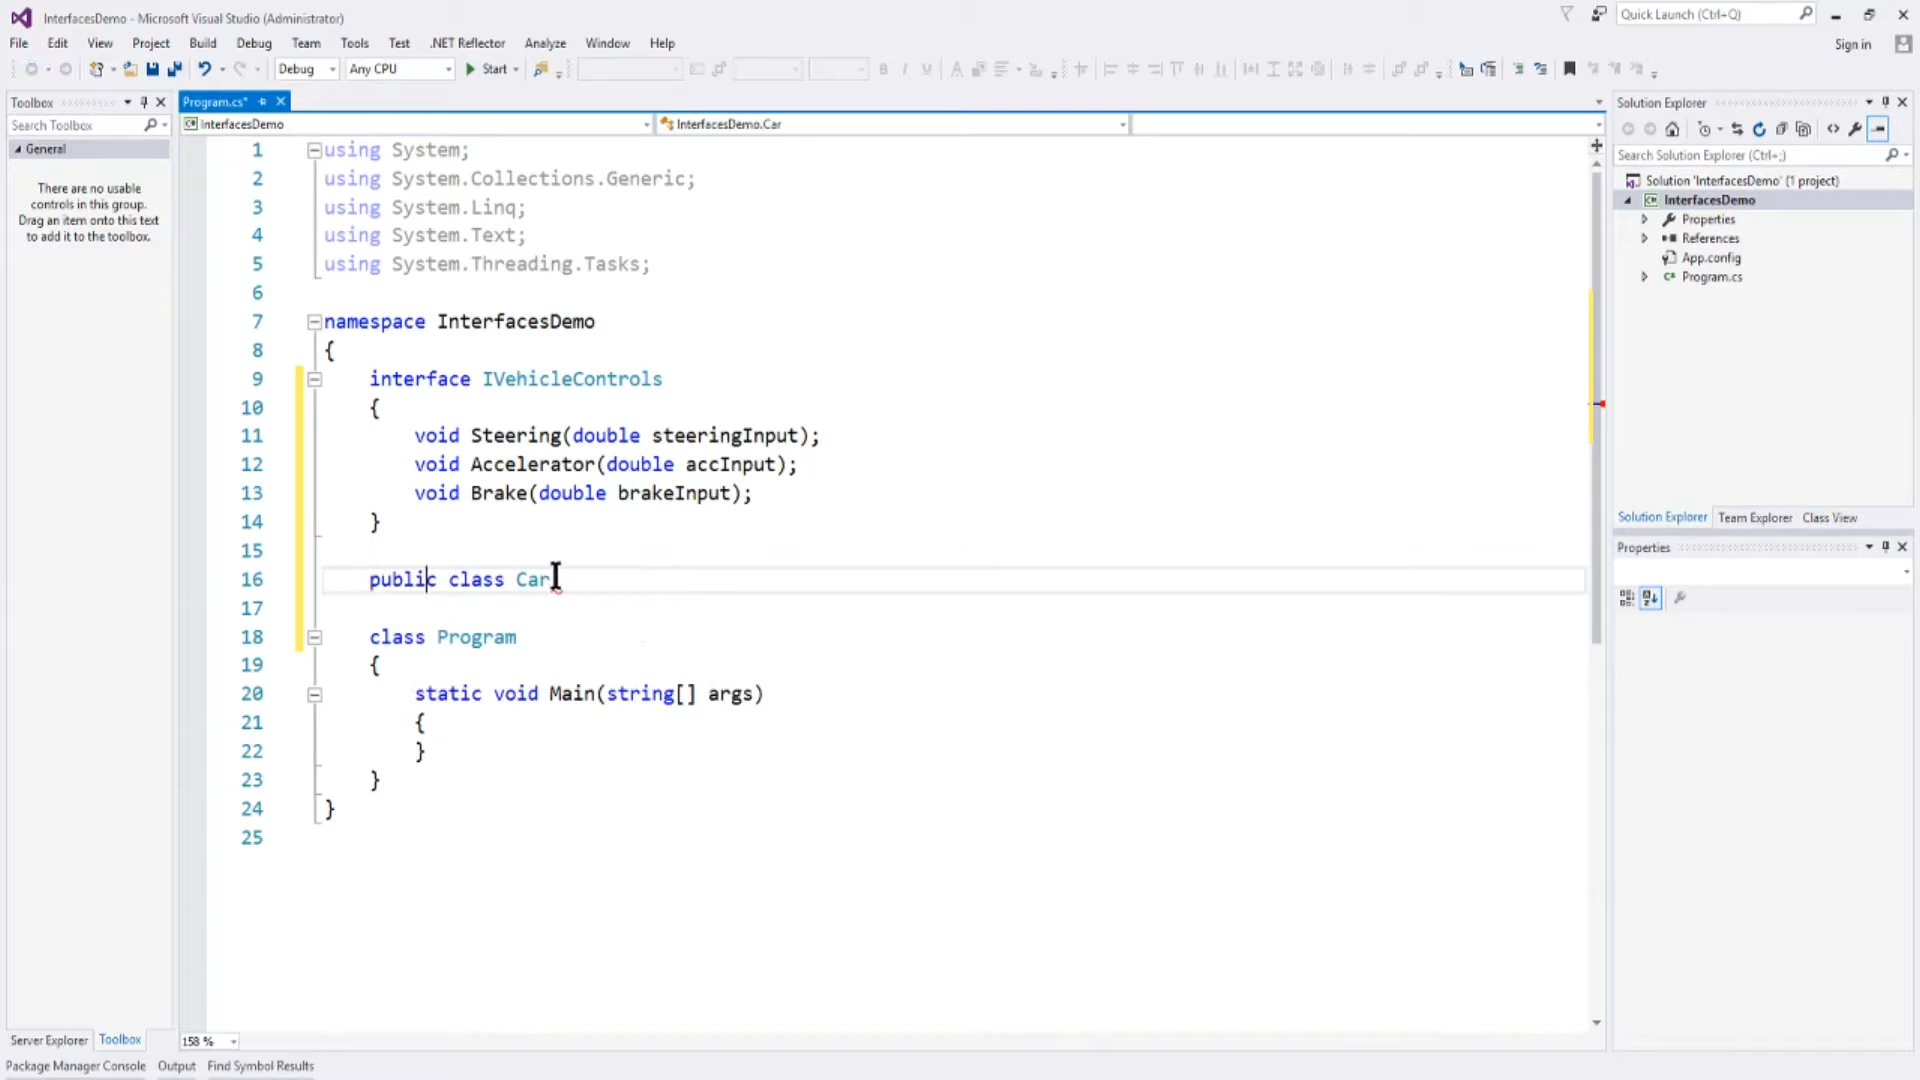 InterfacesDemo - Microsoft Visual Studio (Administrator)
Quick Launch (Ctrl+Q)
File Edit View Project Build Debug Team Tools Test .NET Reflector Analyze Window Help
Sign in
Debug Any CPU Start
Toolbox
Search Toolbox
General
There are no usable
controls in this group.
Drag an item onto this text
to add it to the toolbox.
Program.cs*
InterfacesDemo
InterfacesDemo.Car
1 using System;
2 using System.Collections.Generic;
3 using System.Linq;
4 using System.Text;
5 using System.Threading.Tasks;
6
7 namespace InterfacesDemo
8 {
9 interface IVehicleControls
10 {
11 void Steering(double steeringInput);
12 void Accelerator(double accInput);
13 void Brake(double brakeInput);
14 }
15
16 public class Car
17
18 class Program
19 {
20 static void Main(string[] args)
21 {
22 }
23 }
24 }
25
158 %
Solution Explorer
Search Solution Explorer (Ctrl+;)
Solution 'InterfacesDemo' (1 project)
InterfacesDemo
Properties
References
App.config
Program.cs
Solution Explorer Team Explorer Class View
Properties
Server Explorer Toolbox
Package Manager Console Output Find Symbol Results